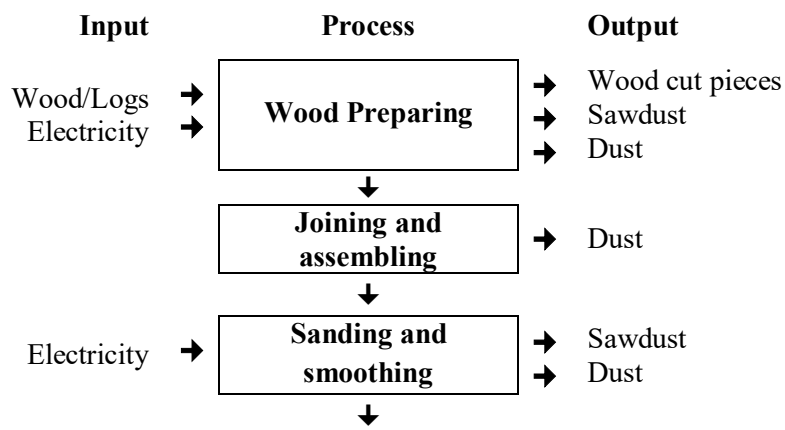 Input Process Output
Wood/Logs
Electricity
Wood Preparing
Wood cut pieces
Sawdust
Dust
Joining and
assembling
Dust
Electricity
Sanding and
smoothing
Sawdust
Dust